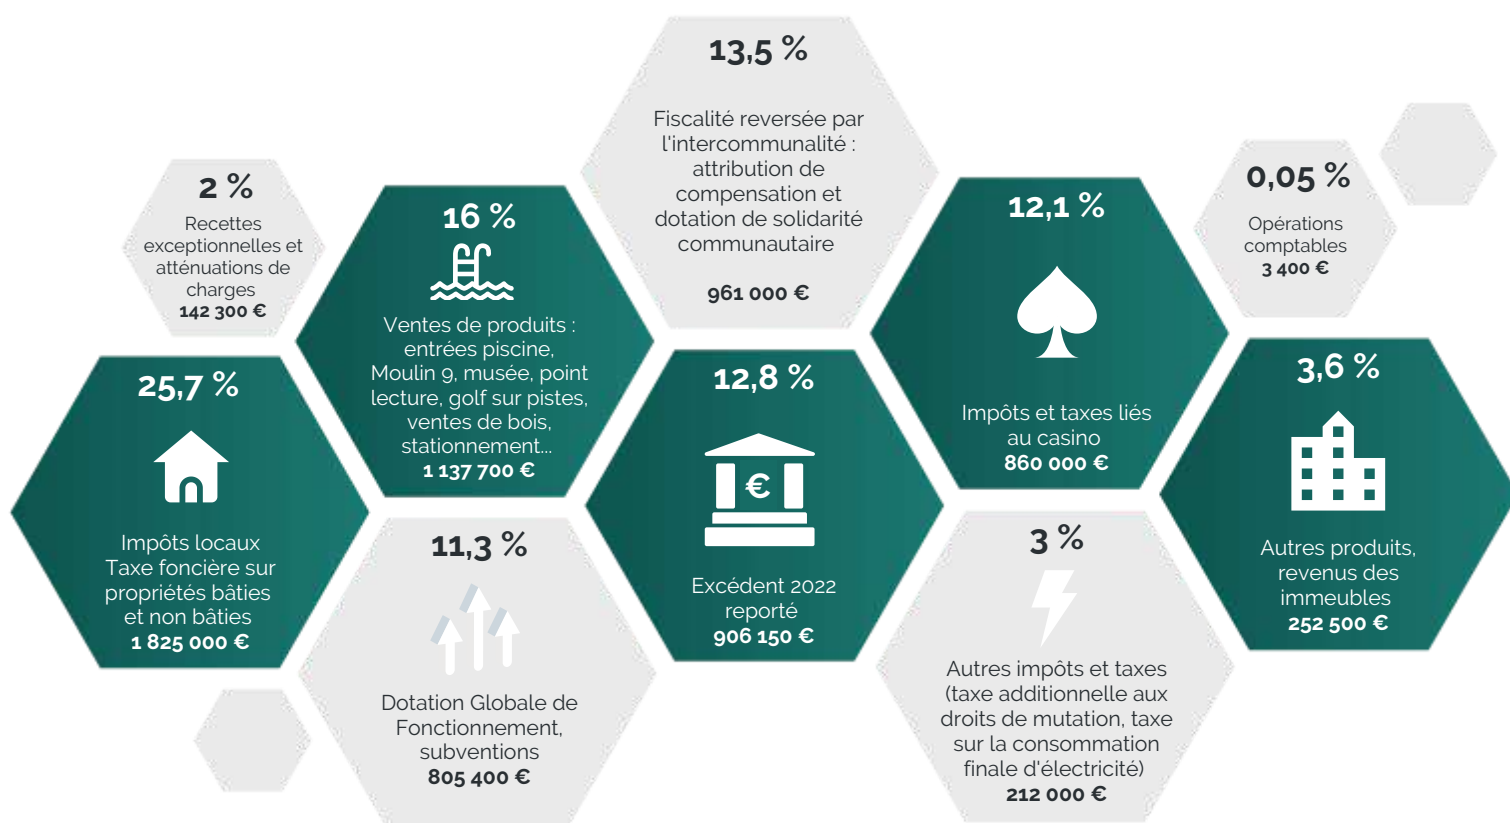 13,5 %
Fiscalité reversée par
l'intercommunalité :
attribution de
compensation et
dotation de solidarité
communautaire
961 000 €
2 %
Recettes
exceptionnelles et
atténuations de
charges
142 300 €
16 %
Ventes de produits :
entrées piscine,
Moulin 9, musée, point
lecture, golf sur pistes,
ventes de bois,
stationnement...
1 137 700 €
12,1 %
Impôts et taxes liés
au casino
860 000 €
0,05 %
Opérations
comptables
3 400 €
25,7 %
Impôts locaux
Taxe foncière sur
propriétés bâties
et non bâties
1 825 000 €
12,8 %
€
Excédent 2022
reporté
906 150 €
3,6 %
Autres produits,
revenus des
immeubles
252 500 €
11,3 %
Dotation Globale de
Fonctionnement,
subventions
805 400 €
3 %
Autres impôts et taxes
(taxe additionnelle aux
droits de mutation, taxe
sur la consommation
finale d'électricité)
212 000 €